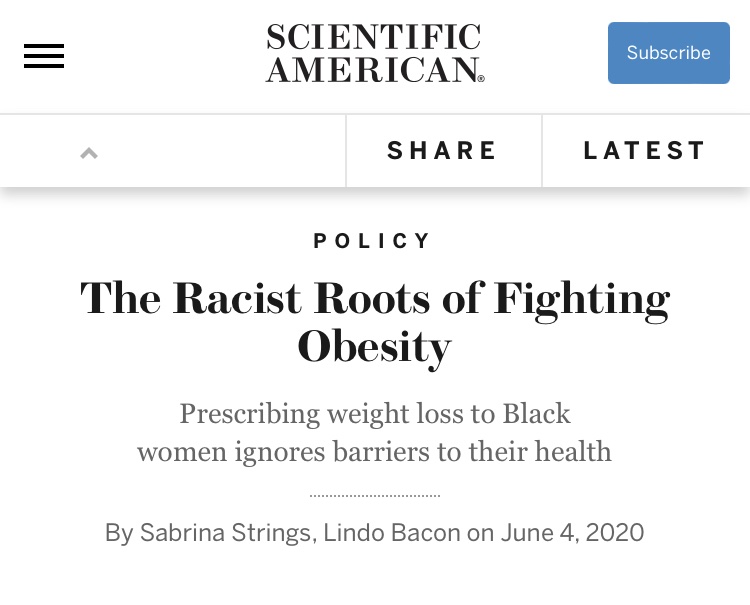 SCIENTIFIC
AMERICAN®
Subscribe
SHARE
LATEST
POLICY
The Racist Roots of Fighting
Obesity
Prescribing weight loss to Black
women ignores barriers to their health
By Sabrina Strings, Lindo Bacon on June 4, 2020